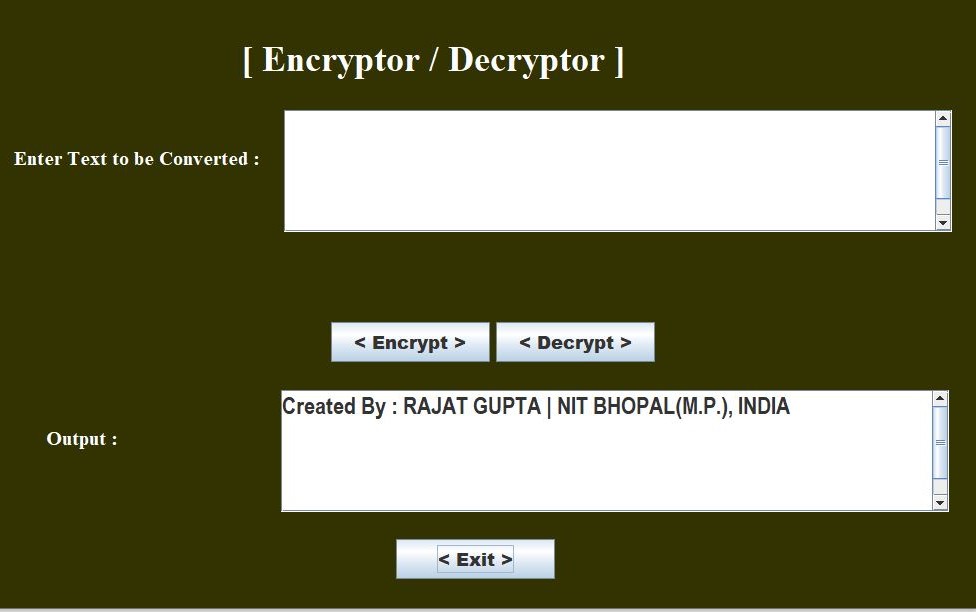 [ Encryptor / Decryptor ]
Enter Text to be Converted :
< Encrypt > < Decrypt >
Created By : RAJAT GUPTA | NIT BHOPAL(M.P.), INDIA
Output :
< Exit >